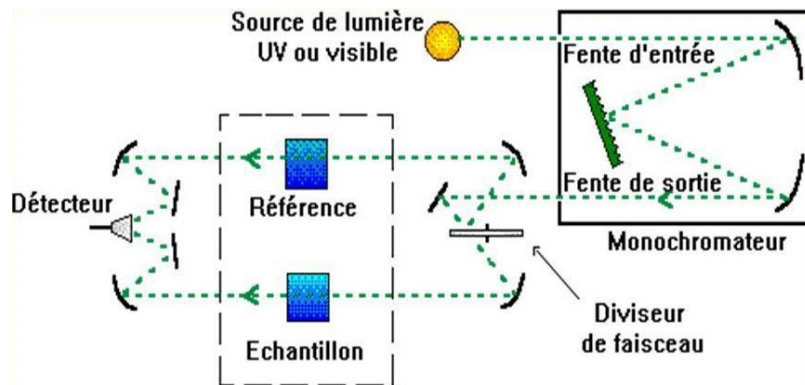 Source de lumière
UV ou visible
Fente d'entrée
Fente de sortie
Monochromateur
Détecteur
Référence
Echantillon
Diviseur
de faisceau